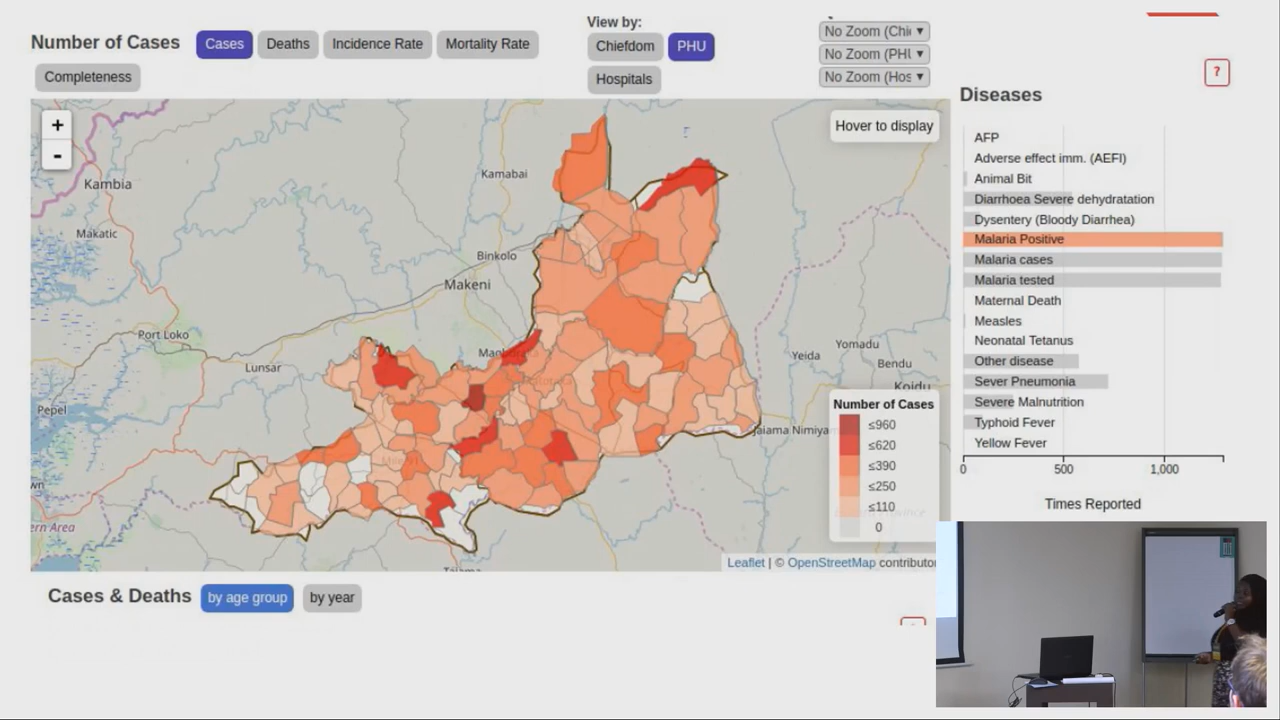 Number of Cases
Cases
Deaths
Incidence Rate
Mortality Rate
Completeness
View by:
Chiefdom
PHU
Hospitals
No Zoom (Chi
No Zoom (PHU
No Zoom (Hos
?
+
-
Hover to display
Kamabai
Kambia
Makatic
Binkolo
Makeni
Port Loko
Lunsar
Pepel
Yeida
Yomadu
Bendu
Koidu
Jaiama Nimiya
wn
ern Area
Number of Cases
≤960
≤620
≤390
≤250
≤110
0
Leaflet | © OpenStreetMap contributor
Diseases
AFP
Adverse effect imm. (AEFI)
Animal Bit
Diarrhoea Severe dehydratation
Dysentery (Bloody Diarrhea)
Malaria Positive
Malaria cases
Malaria tested
Maternal Death
Measles
Neonatal Tetanus
Other disease
Sever Pneumonia
Severe Malnutrition
Typhoid Fever
Yellow Fever
0 500 1,000
Times Reported
Cases & Deaths
by age group
by year